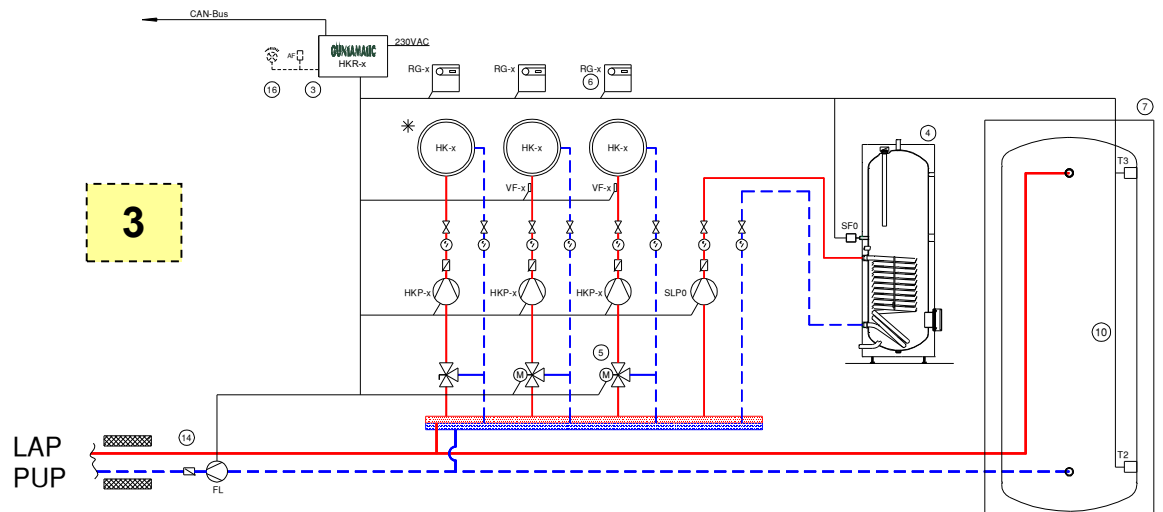 CAN-Bus
GUNTAMATIC
230VAC
HKR-x
AF
16
3
RG-x
RG-x
RG-x
6
7
4
HK-x
HK-x
HK-x
T3
VF-x
VF-x
3
SF0
HKP-x
HKP-x
HKP-x
SLP0
10
5
M
M
14
LAP
PUP
FL
T2